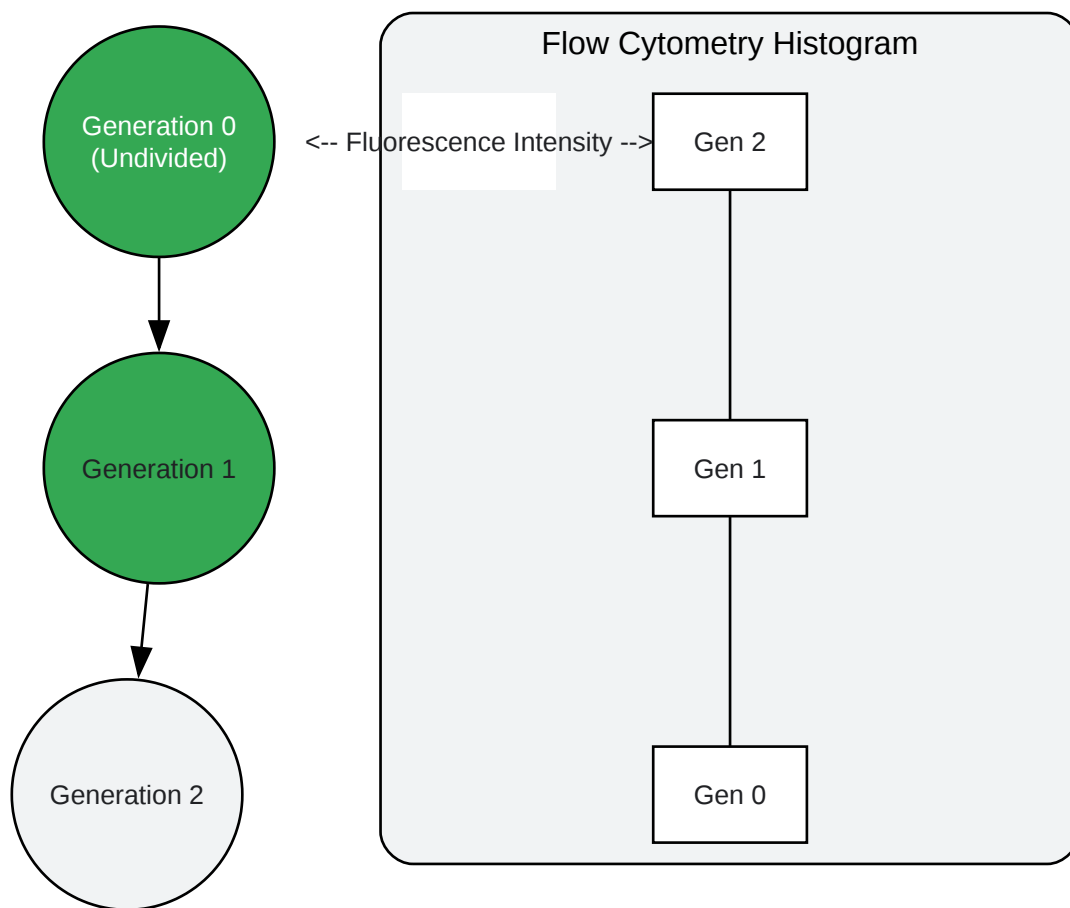 Flow Cytometry Histogram
Generation 0
(Undivided)
<-- Fluorescence Intensity -->
Gen 2
Generation 1
Gen 1
Generation 2
Gen 0